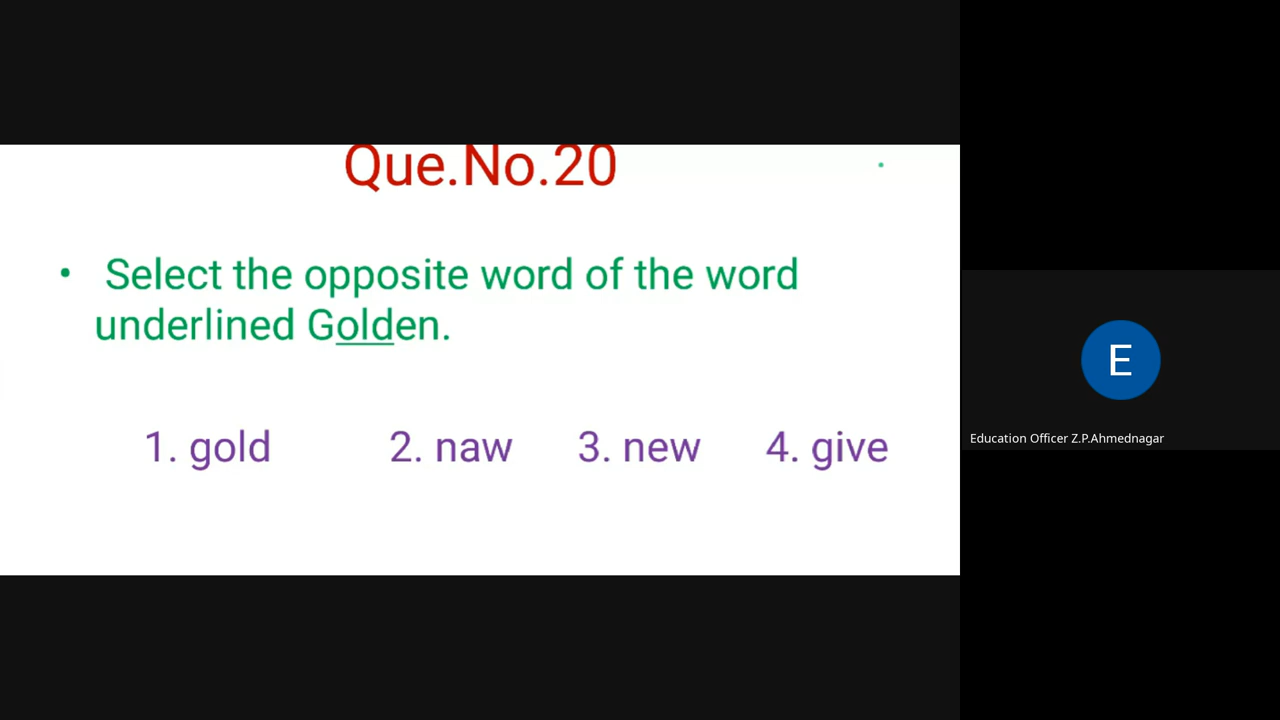 Que.No.20
• Select the opposite word of the word
underlined Golden.
1. gold 2. naw 3. new 4. give
E
Education Officer Z.P.Ahmednagar